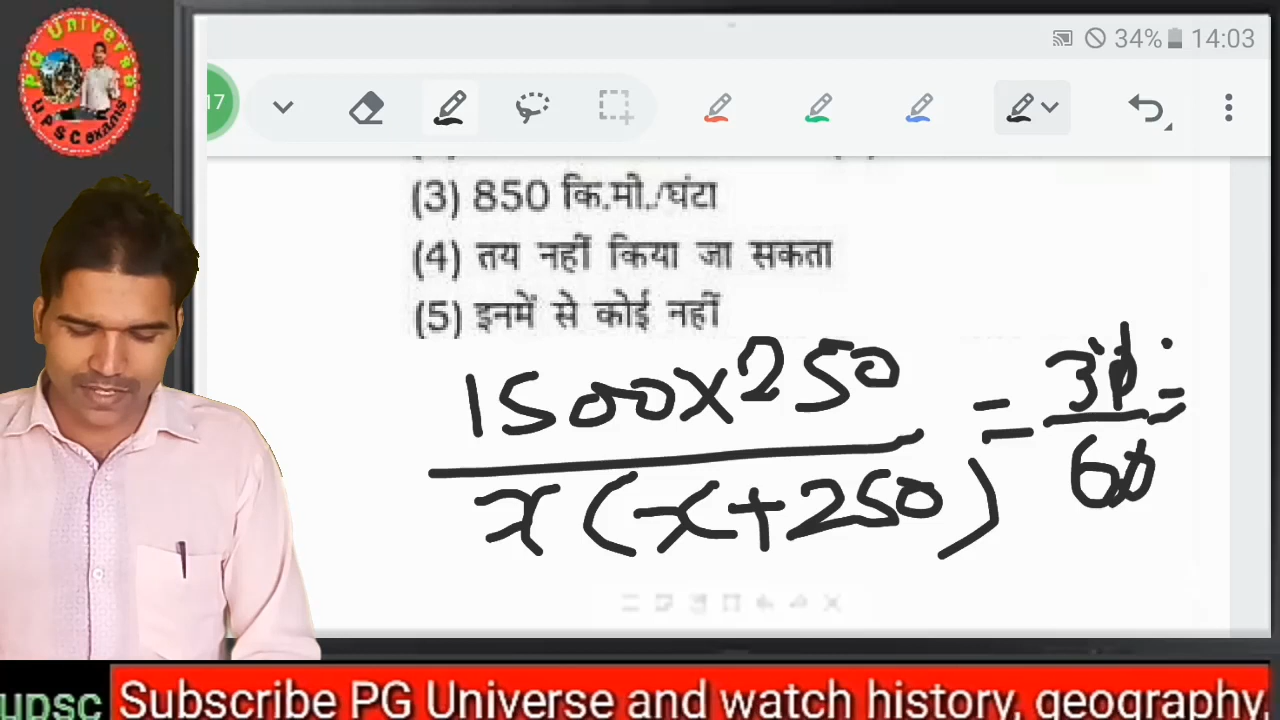 PG Universe
UPSC exams
34% 14:03
17
(3) 850 कि.मी./घंटा
(4) तय नहीं किया जा सकता
(5) इनमें से कोई नहीं
1500x250 = 30 =
x(x+250) 60
upsc Subscribe PG Universe and watch history, geography,